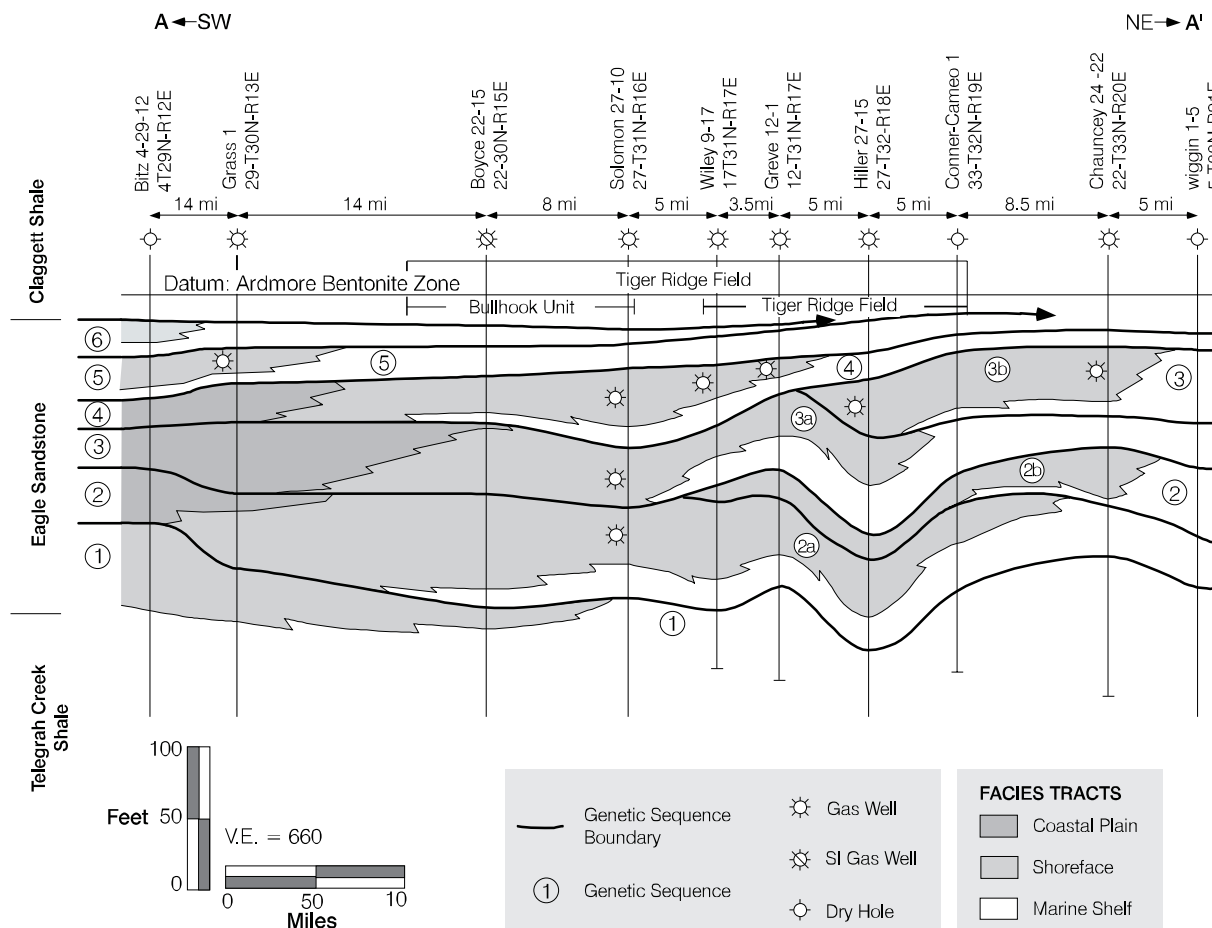 A SW
NE A'
Bitz 4-29-12
4T29N-R12E
Grass 1
29-T30N-R13E
Boyce 22-15
22-30N-R15E
Solomon 27-10
27-T31N-R16E
Wiley 9-17
17T31N-R17E
Greve 12-1
12-T31N-R17E
Hiller 27-15
27-T32-R18E
Conner-Cameo 1
33-T32N-R19E
Chauncey 24 -22
22-T33N-R20E
wiggin 1-5
14 mi
14 mi
8 mi
5 mi
3.5mi
5 mi
5 mi
8.5 mi
5 mi
Claggett Shale
Datum: Ardmore Bentonite Zone
Tiger Ridge Field
Bullhook Unit
Tiger Ridge Field
Eagle Sandstone
6
5
5
4
4
3b
3
3
3a
2b
2
2
2a
1
1
Telegrah Creek
Shale
100
Feet
50
0
V.E. = 660
0
50
10
Miles
Genetic Sequence
Boundary
1
Genetic Sequence
Gas Well
SI Gas Well
Dry Hole
FACIES TRACTS
Coastal Plain
Shoreface
Marine Shelf